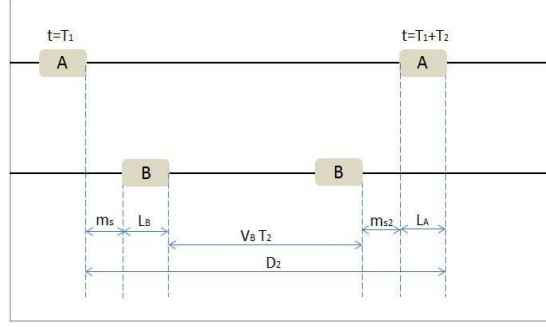 t=T₁ t=T₁+T₂
A A
B B
mₛ L_B V_B T₂ mₛ₂ L_A
D₂